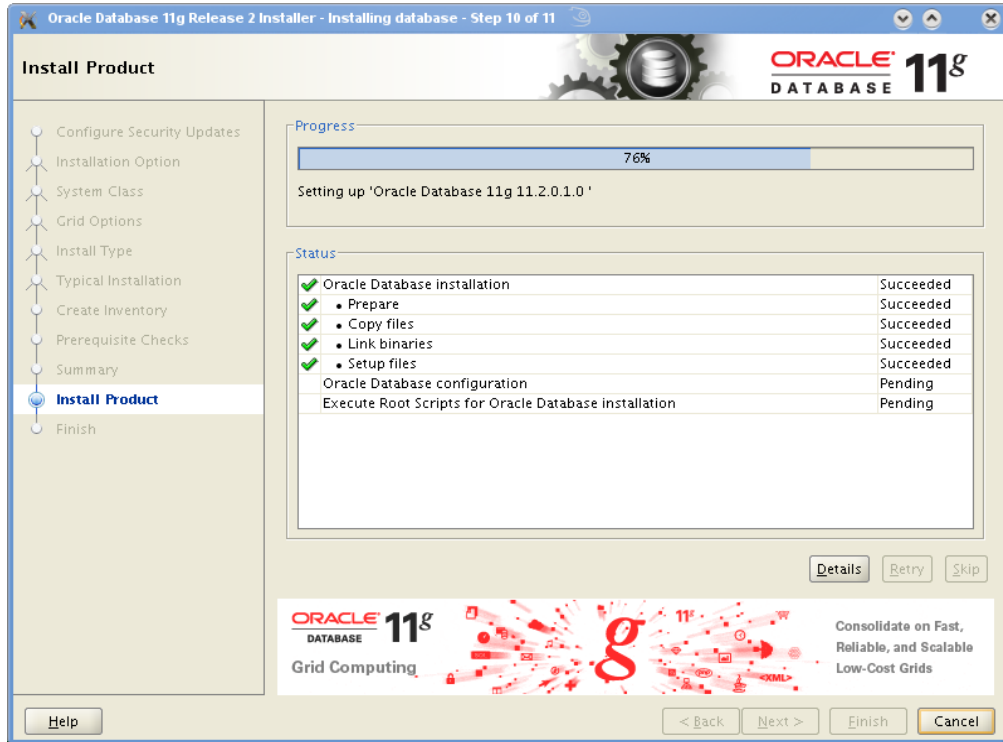 Oracle Database 11g Release 2 Installer - Installing database - Step 10 of 11
Install Product
ORACLE 11g
DATABASE
Configure Security Updates
Installation Option
System Class
Grid Options
Install Type
Typical Installation
Create Inventory
Prerequisite Checks
Summary
Install Product
Finish
Progress
76%
Setting up 'Oracle Database 11g 11.2.0.1.0 '
Status
Oracle Database installation Succeeded
• Prepare Succeeded
• Copy files Succeeded
• Link binaries Succeeded
• Setup files Succeeded
Oracle Database configuration Pending
Execute Root Scripts for Oracle Database installation Pending
Details Retry Skip
ORACLE 11g
DATABASE
Grid Computing
g
11g
<XML>
Consolidate on Fast,
Reliable, and Scalable
Low-Cost Grids
Help < Back Next > Finish Cancel